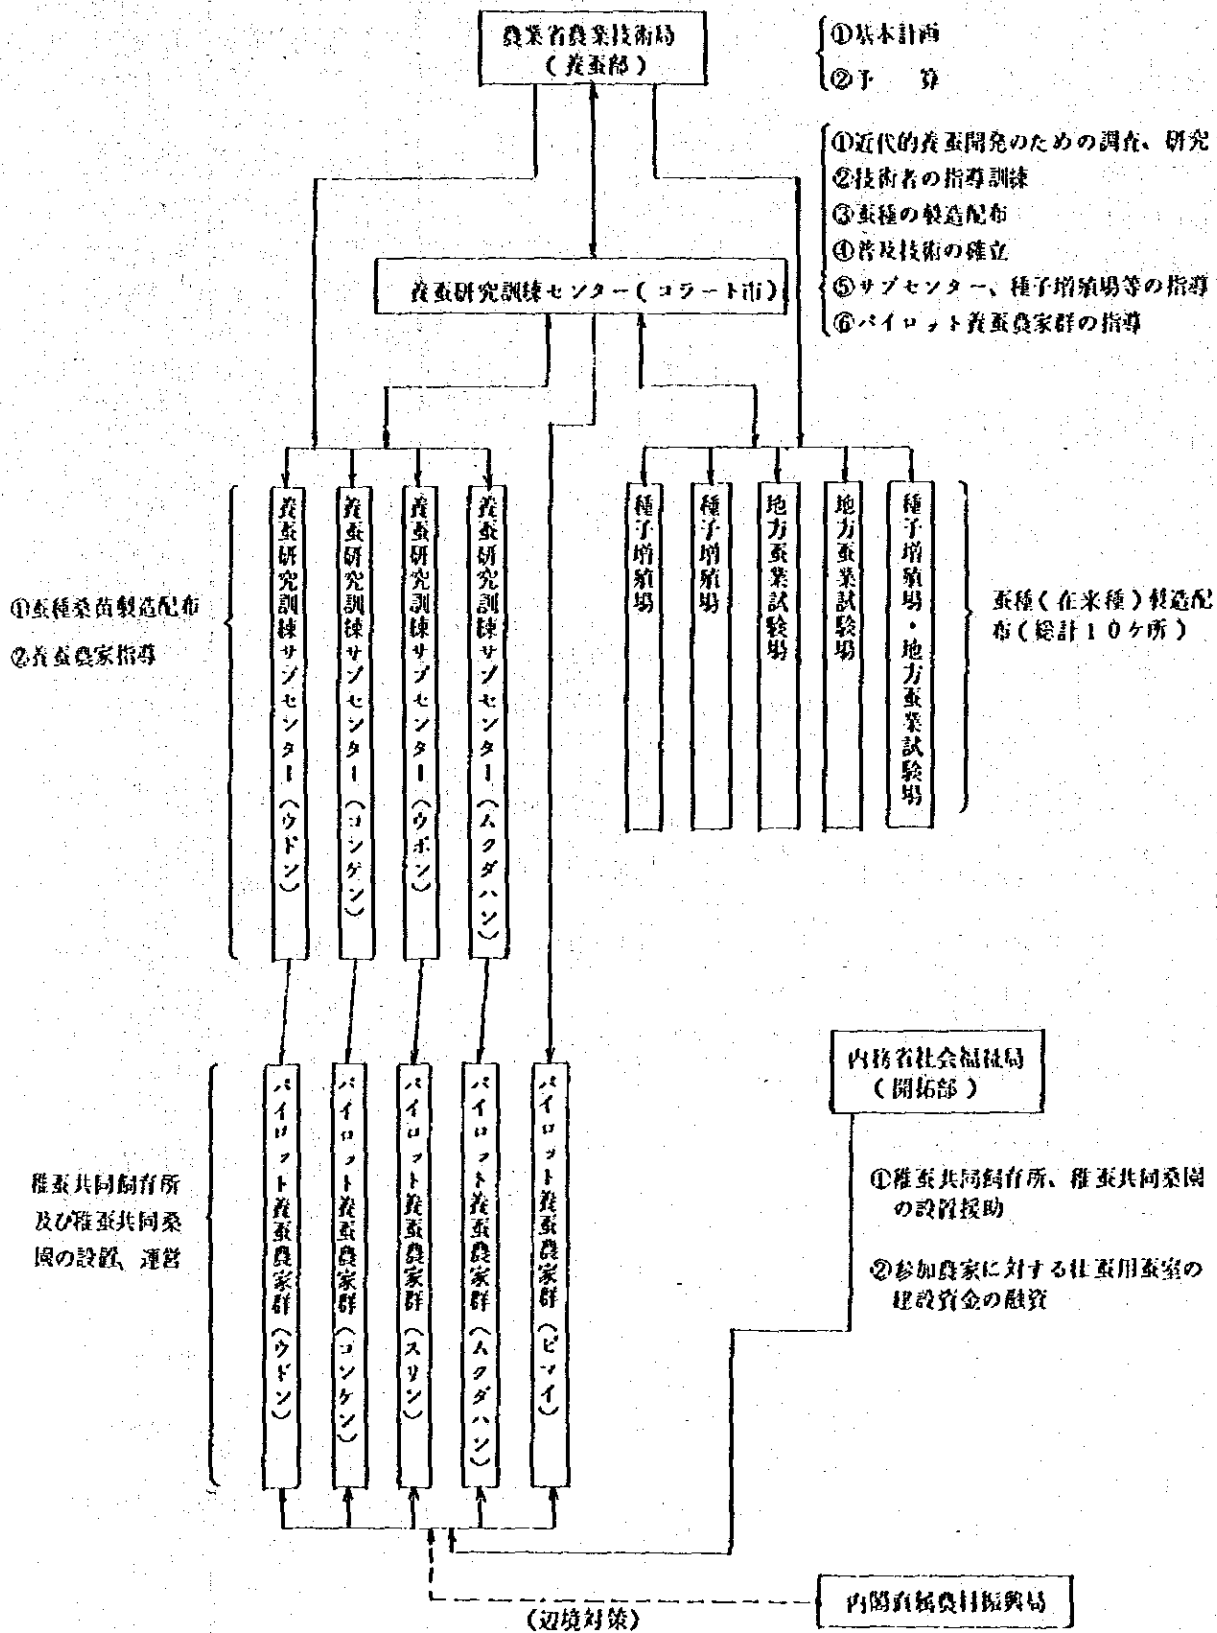 農業省農業技術局
(養蚕部)
①基本計画
②予　算
①近代的養蚕開発のための調査、研究
②技術者の指導訓練
③蚕種の製造配布
④普及技術の確立
⑤サブセンター、種子増殖場等の指導
⑥パイロット養蚕農家群の指導
養蚕研究訓練センター(コラート市)
①蚕種桑苗製造配布
②養蚕農家指導
養蚕研究訓練サブセンター(ウドン)
養蚕研究訓練サブセンター(コンケン)
養蚕研究訓練サブセンター(ウボン)
養蚕研究訓練サブセンター(ムクダハン)
種子増殖場
種子増殖場
地方蚕業試験場
地方蚕業試験場
種子増殖場・地方蚕業試験場
蚕種(在来種)製造配
布(総計10ケ所)
稚蚕共同飼育所
及び稚蚕共同桑
園の設置、運営
パイロット養蚕農家群(ウドン)
パイロット養蚕農家群(コンケン)
パイロット養蚕農家群(スリン)
パイロット養蚕農家群(ムクダハン)
パイロット養蚕農家群(ピマイ)
内務省社会福祉局
(開拓部)
①稚蚕共同飼育所、稚蚕共同桑園
の設置援助
②参加農家に対する壮蚕用蚕室の
建設資金の融資
内閣直属農村振興局
(辺境対策)